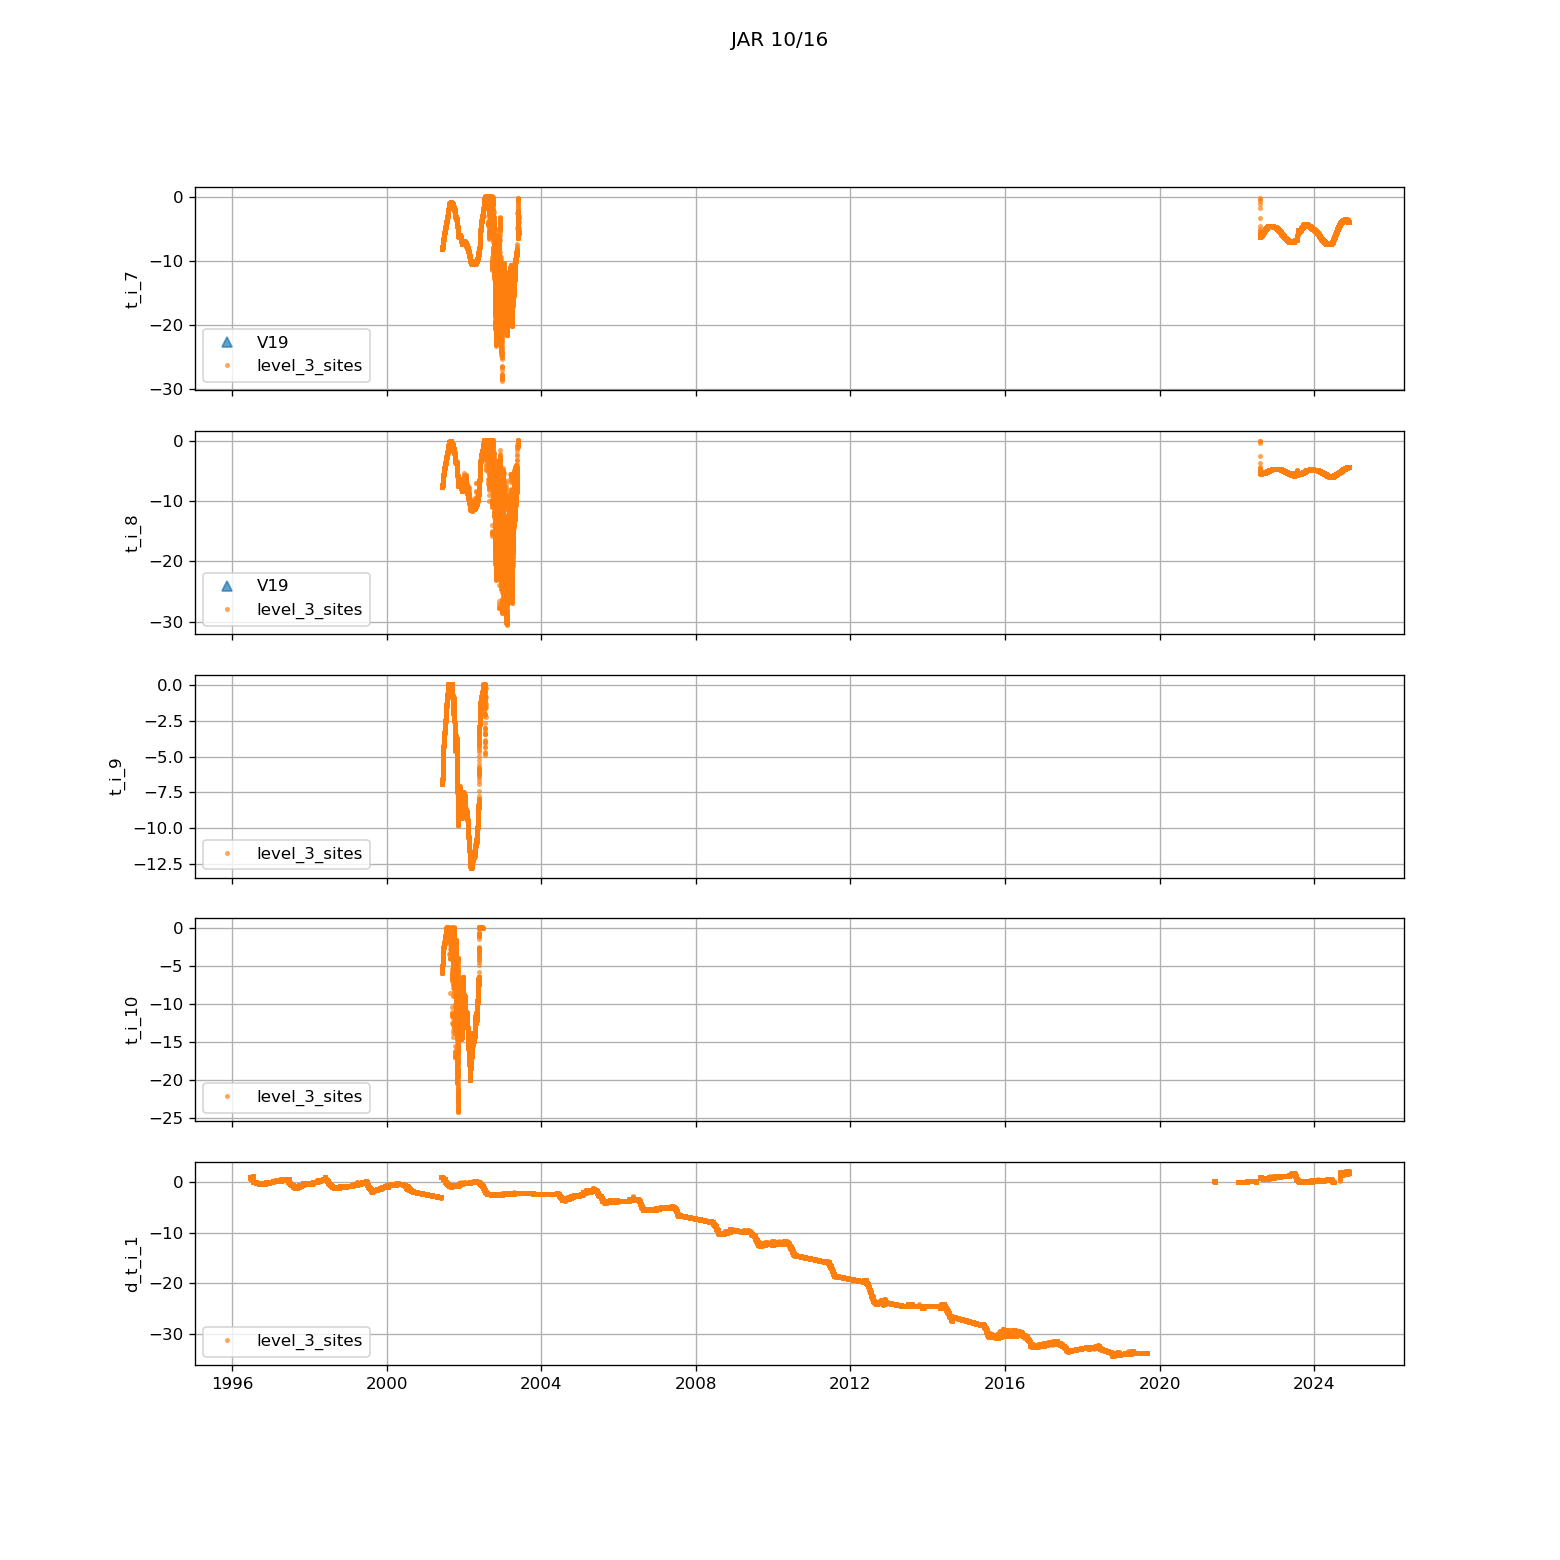 JAR 10/16
0
−10
−20
−30
t_i_7
V19
level_3_sites
0
−10
−20
−30
t_i_8
V19
level_3_sites
0.0
−2.5
−5.0
−7.5
−10.0
−12.5
t_i_9
level_3_sites
0
−5
−10
−15
−20
−25
t_i_10
level_3_sites
0
−10
−20
−30
d_t_i_1
level_3_sites
1996 2000 2004 2008 2012 2016 2020 2024